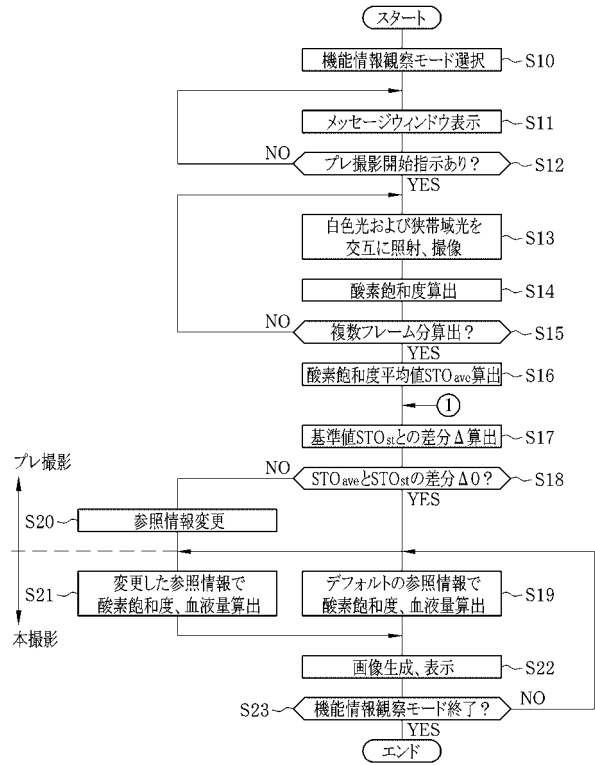 スタート
機能情報観察モード選択
S10
メッセージウィンドウ表示
S11
NO
プレ撮影開始指示あり?
S12
YES
白色光および狭帯域光を
交互に照射、撮像
S13
酸素飽和度算出
S14
NO
複数フレーム分算出?
S15
YES
酸素飽和度平均値STOave算出
S16
1
基準値STOstとの差分Δ算出
S17
プレ撮影
NO
STOaveとSTOstの差分Δ0?
S18
YES
S20
参照情報変更
S21
変更した参照情報で
酸素飽和度、血液量算出
デフォルトの参照情報で
酸素飽和度、血液量算出
S19
本撮影
画像生成、表示
S22
S23
機能情報観察モード終了?
NO
YES
エンド